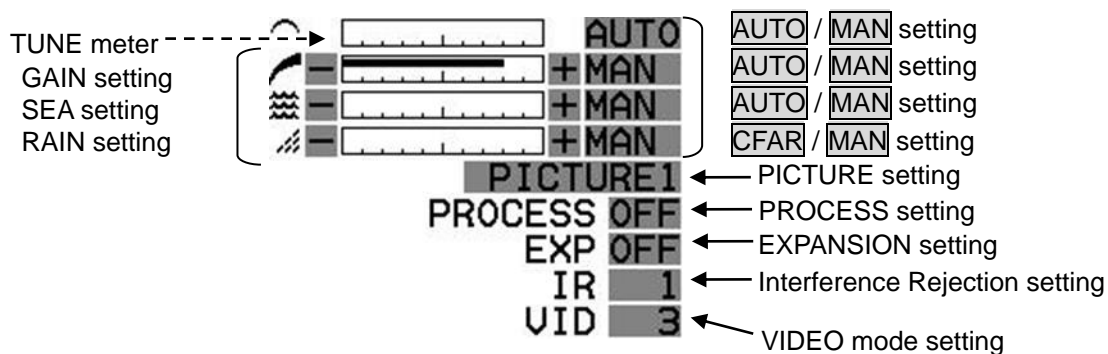 TUNE meter AUTO AUTO / MAN setting
GAIN setting − + MAN AUTO / MAN setting
SEA setting − + MAN AUTO / MAN setting
RAIN setting − + MAN CFAR / MAN setting
PICTURE1 PICTURE setting
PROCESS OFF PROCESS setting
EXP OFF EXPANSION setting
IR 1 Interference Rejection setting
VID 3 VIDEO mode setting